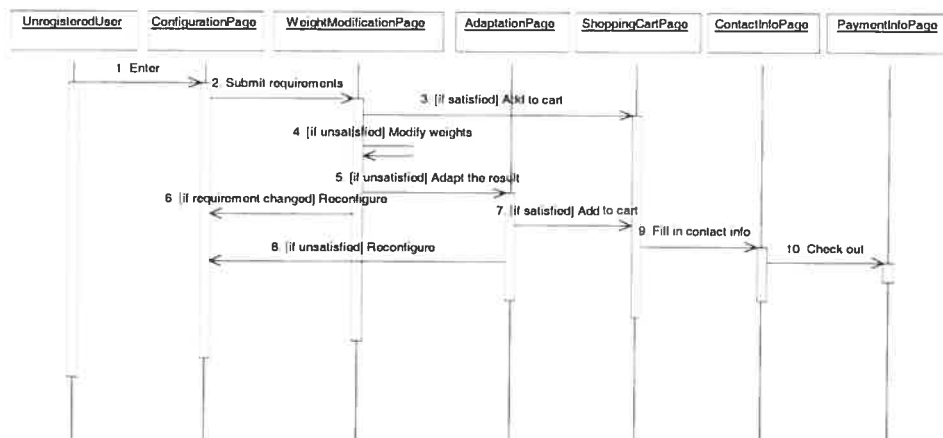 UnregisteredUser ConfigurationPage WeightModificationPage AdaptationPage ShoppingCartPage ContactInfoPage PaymentInfoPage
1 Enter
2 Submit requirements
3 [if satisfied] Add to cart
4 [if unsatisfied] Modify weights
5 [if unsatisfied] Adapt the result
6 [if requirement changed] Reconfigure
7 [if satisfied] Add to cart
8 [if unsatisfied] Reconfigure
9 Fill in contact info
10 Check out